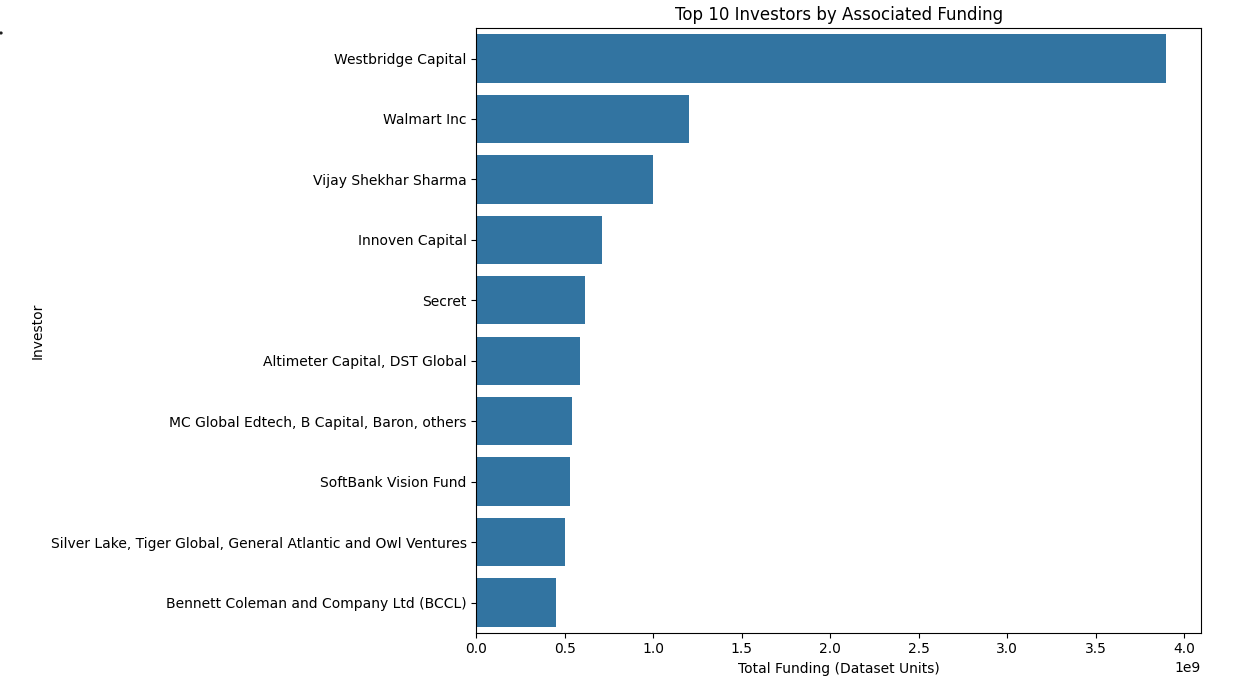 Top 10 Investors by Associated Funding
Westbridge Capital
Walmart Inc
Vijay Shekhar Sharma
Innoven Capital
Secret
Altimeter Capital, DST Global
MC Global Edtech, B Capital, Baron, others
SoftBank Vision Fund
Silver Lake, Tiger Global, General Atlantic and Owl Ventures
Bennett Coleman and Company Ltd (BCCL)
Investor
0.0 0.5 1.0 1.5 2.0 2.5 3.0 3.5 4.0
1e9
Total Funding (Dataset Units)